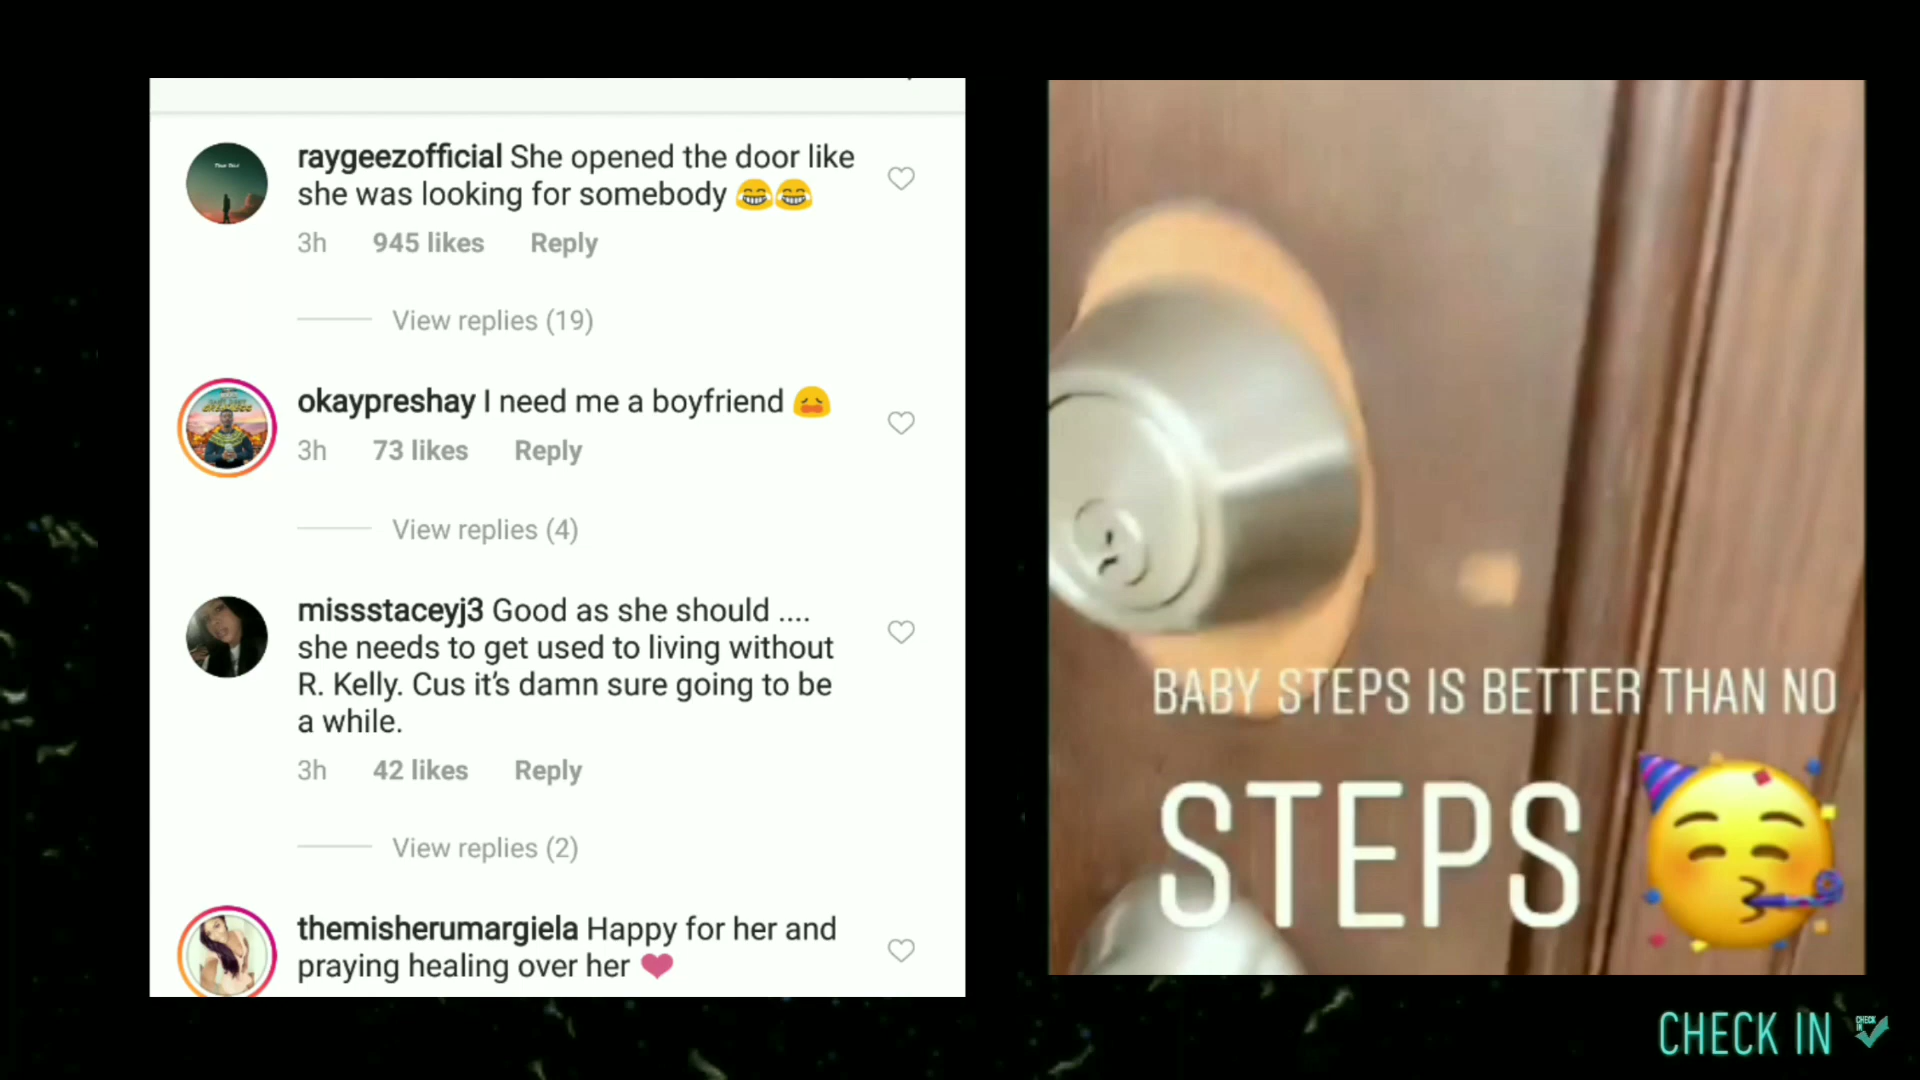 raygeezofficial She opened the door like
she was looking for somebody 😂😂
3h 945 likes Reply
View replies (19)
okaypreshay I need me a boyfriend 😩
3h 73 likes Reply
View replies (4)
missstaceyj3 Good as she should ....
she needs to get used to living without
R. Kelly. Cus it's damn sure going to be
a while.
3h 42 likes Reply
View replies (2)
themisherumargiela Happy for her and
praying healing over her ❤️
BABY STEPS IS BETTER THAN NO
STEPS 🥳
CHECK IN
CHECK
IN